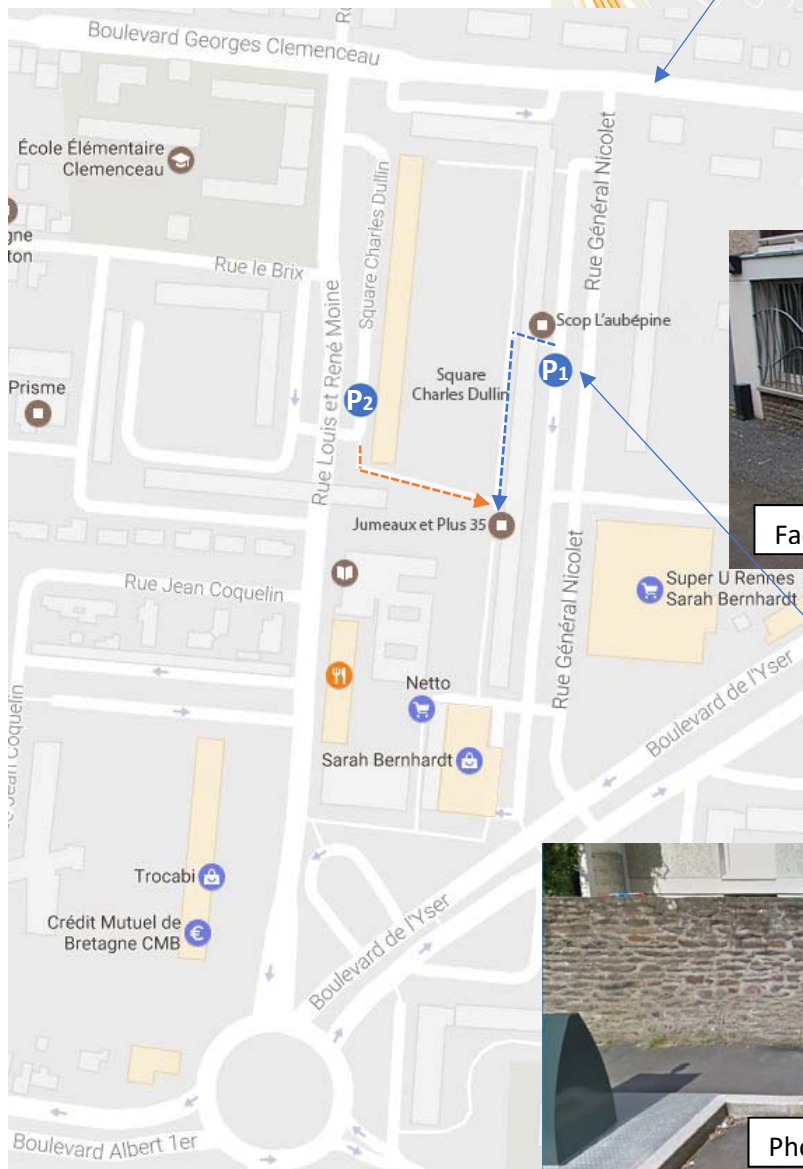 Boulevard Georges Clemenceau
École Élémentaire
Clemenceau
Square Charles Dullin
Rue Général Nicolet
Rue le Brix
Rue Louis et René Moine
Scop L'aubépine
P1
Prisme
P2
Square
Charles Dullin
Jumeaux et Plus 35
Super U Rennes
Sarah Bernhardt
Rue Jean Coquelin
Rue Général Nicolet
Netto
Boulevard de l'Yser
Sarah Bernhardt
Jean Coquelin
Trocabi
Crédit Mutuel de
Bretagne CMB
€
Boulevard de l'Yser
Boulevard Albert 1er